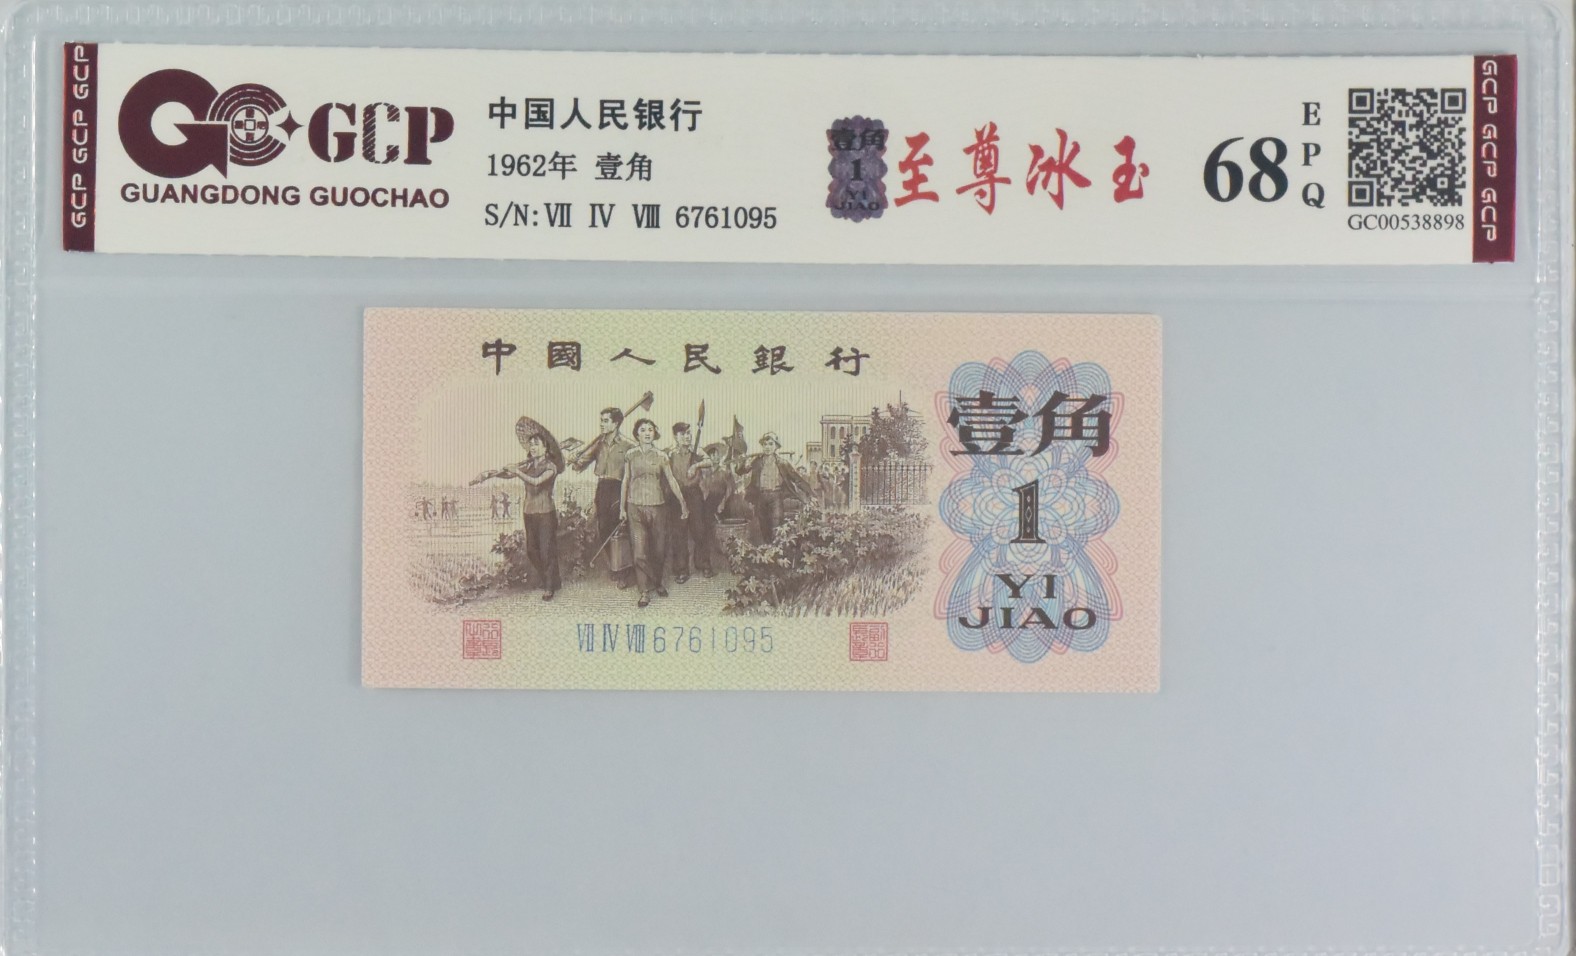 GCP GCP GCP
GCP
GUANGDONG GUOCHAO
中国人民银行
1962年 壹角
S/N:Ⅶ Ⅳ Ⅷ 6761095
壹角
1
YI
JIAO
至尊冰玉
68
EPQ
GC00538898
GCP GCP GCP
中國人民銀行
壹角
1
YI
JIAO
Ⅶ Ⅳ Ⅷ 6761095